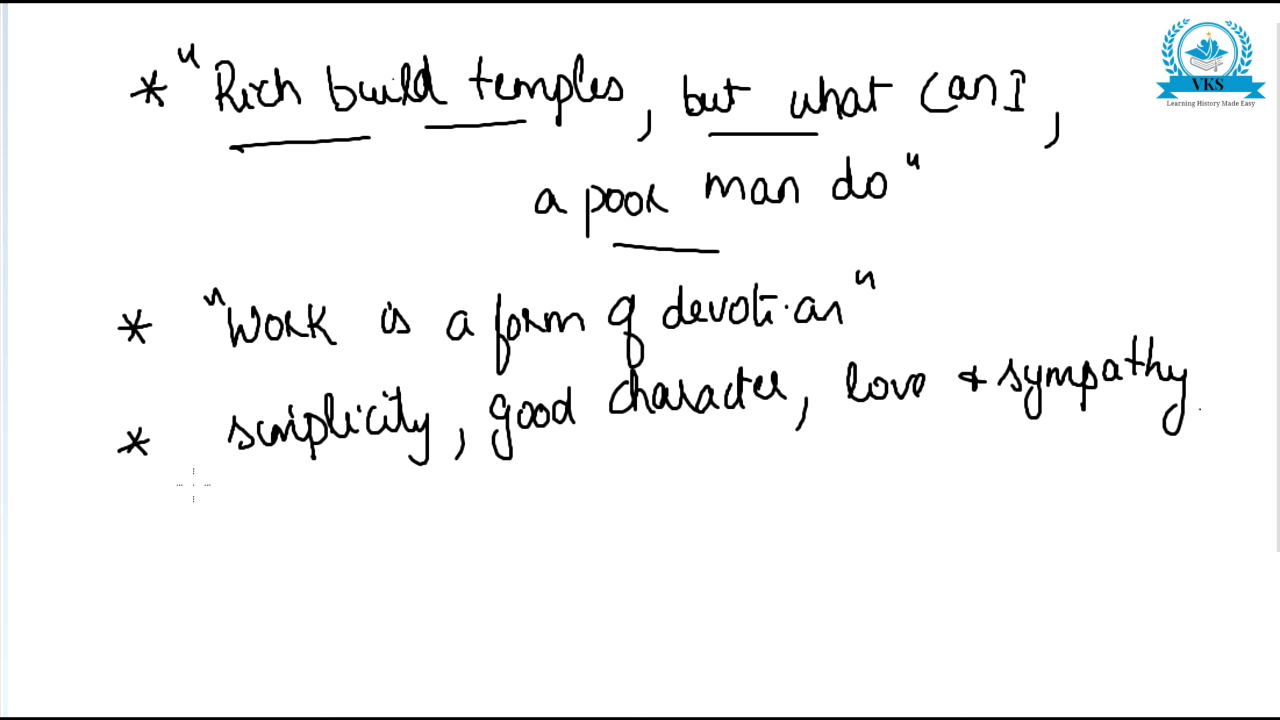 * "Rich build temples, but what can I,
a poor man do"
* "Work is a form of devotion"
* simplicity, good character, love & sympathy
VKS
Learning History Made Easy